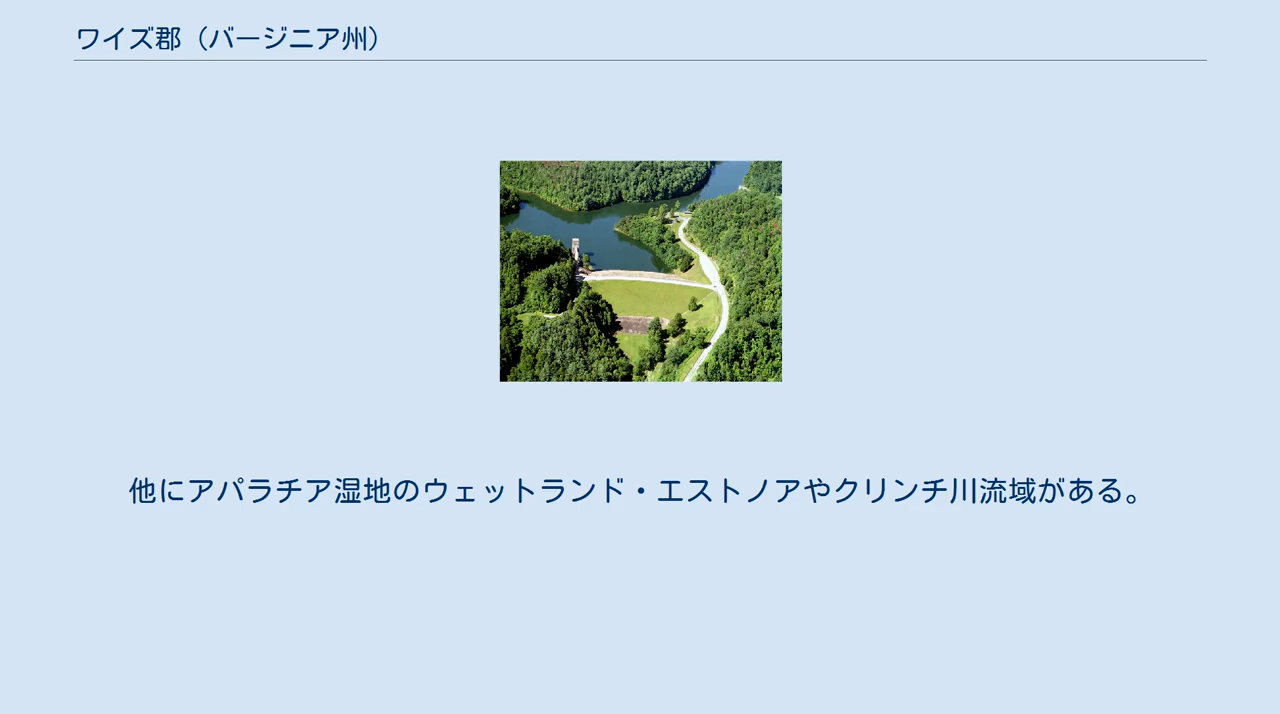 ワイズ郡（バージニア州）
他にアパラチア湿地のウェットランド・エストノアやクリンチ川流域がある。